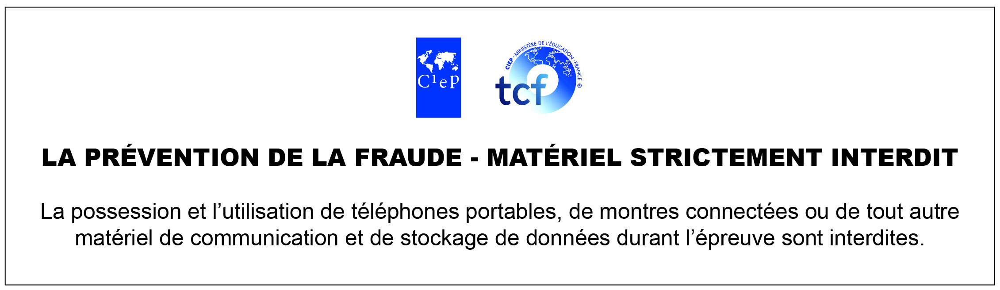 Ciep
CIEP - MINISTÈRE DE L'ÉDUCATION - FRANCE ®
tcf
LA PRÉVENTION DE LA FRAUDE - MATÉRIEL STRICTEMENT INTERDIT
La possession et l’utilisation de téléphones portables, de montres connectées ou de tout autre
matériel de communication et de stockage de données durant l’épreuve sont interdites.